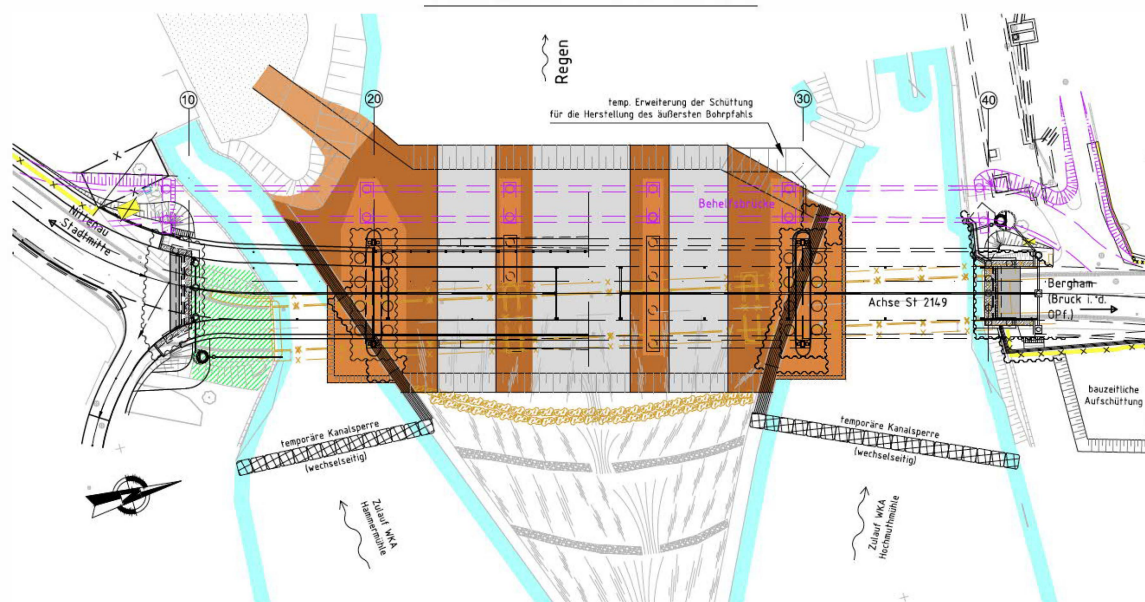 Regen
temp. Erweiterung der Schüttung
für die Herstellung des äußersten Bohrpfahls
10
20
30
40
Behelfsbrücke
Nittenau
Stadtmitte
Achse St 2149
Bergham
(Bruck i. d.
OPf.)
bauzeitliche
Aufschüttung
temporäre Kanalsperre
(wechselseitig)
temporäre Kanalsperre
(wechselseitig)
Zulauf WKA
Hammermühle
Zulauf WKA
Hochmuthmühle